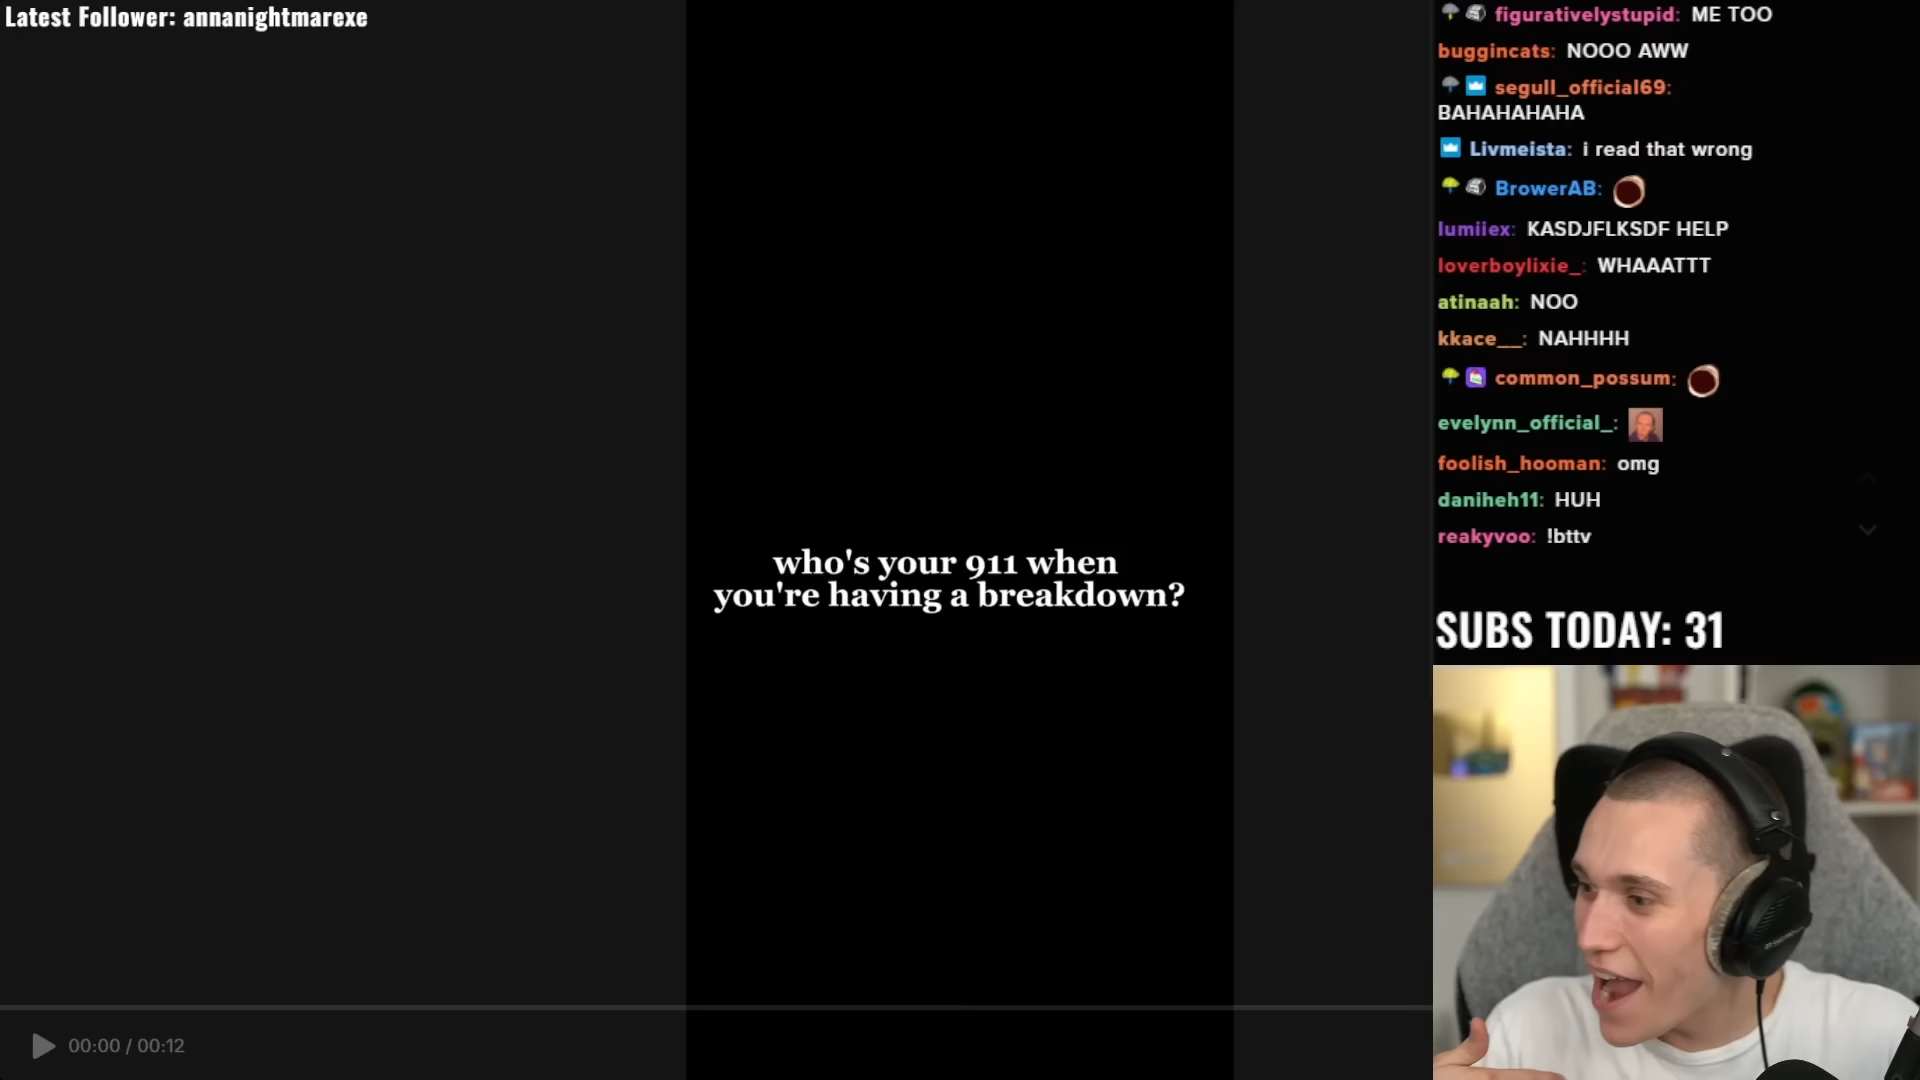 Latest Follower: annanightmarexe
who's your 911 when
you're having a breakdown?
00:00 / 00:12
figurativelystupid: ME TOO
buggincats: NOOO AWW
segull_official69:
BAHAHAHAHA
Livmeista: i read that wrong
BrowerAB:
lumiiex: KASDJFLKSDF HELP
loverboylixie_: WHAAATTT
atinaah: NOO
kkace__: NAHHHH
common_possum:
evelynn_official_:
foolish_hooman: omg
daniheh11: HUH
reakyvoo: !bttv
SUBS TODAY: 31